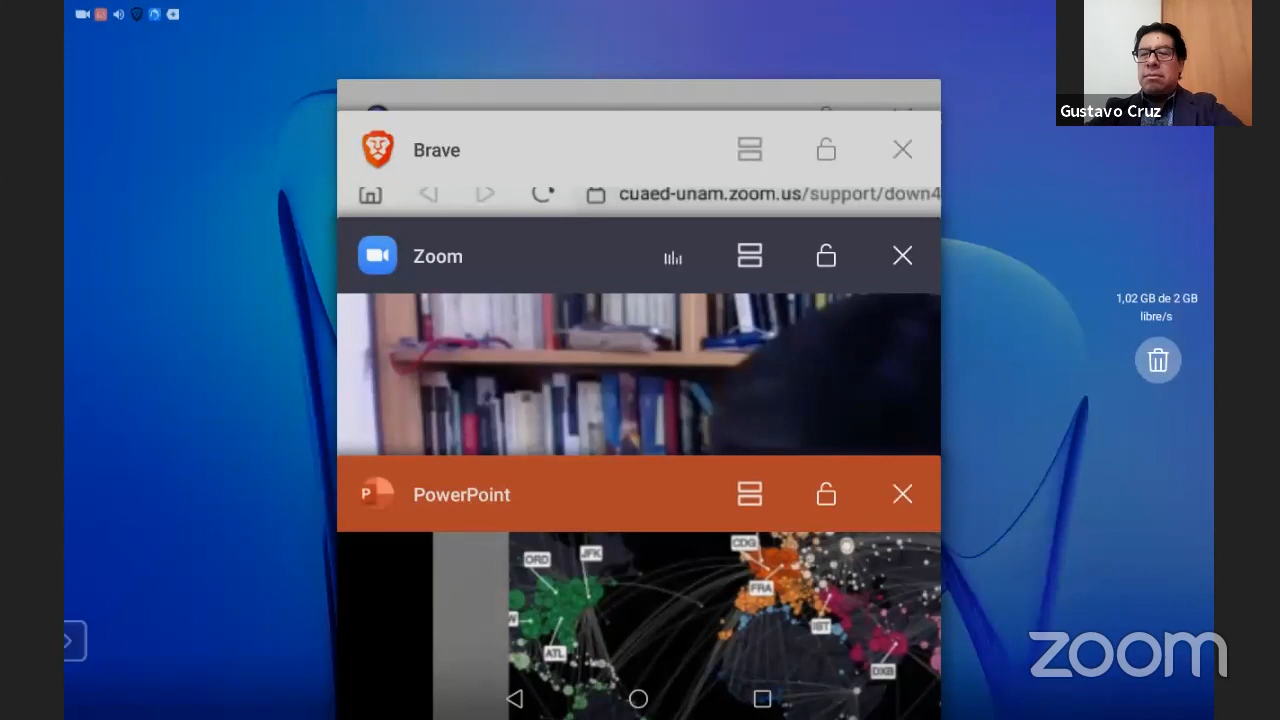 Gustavo Cruz
Brave
cuaed-unam.zoom.us/support/down4
Zoom
1,02 GB de 2 GB
libre/s
P
PowerPoint
ORD
JFK
CDG
FRA
IST
W
ATL
DXB
zoom